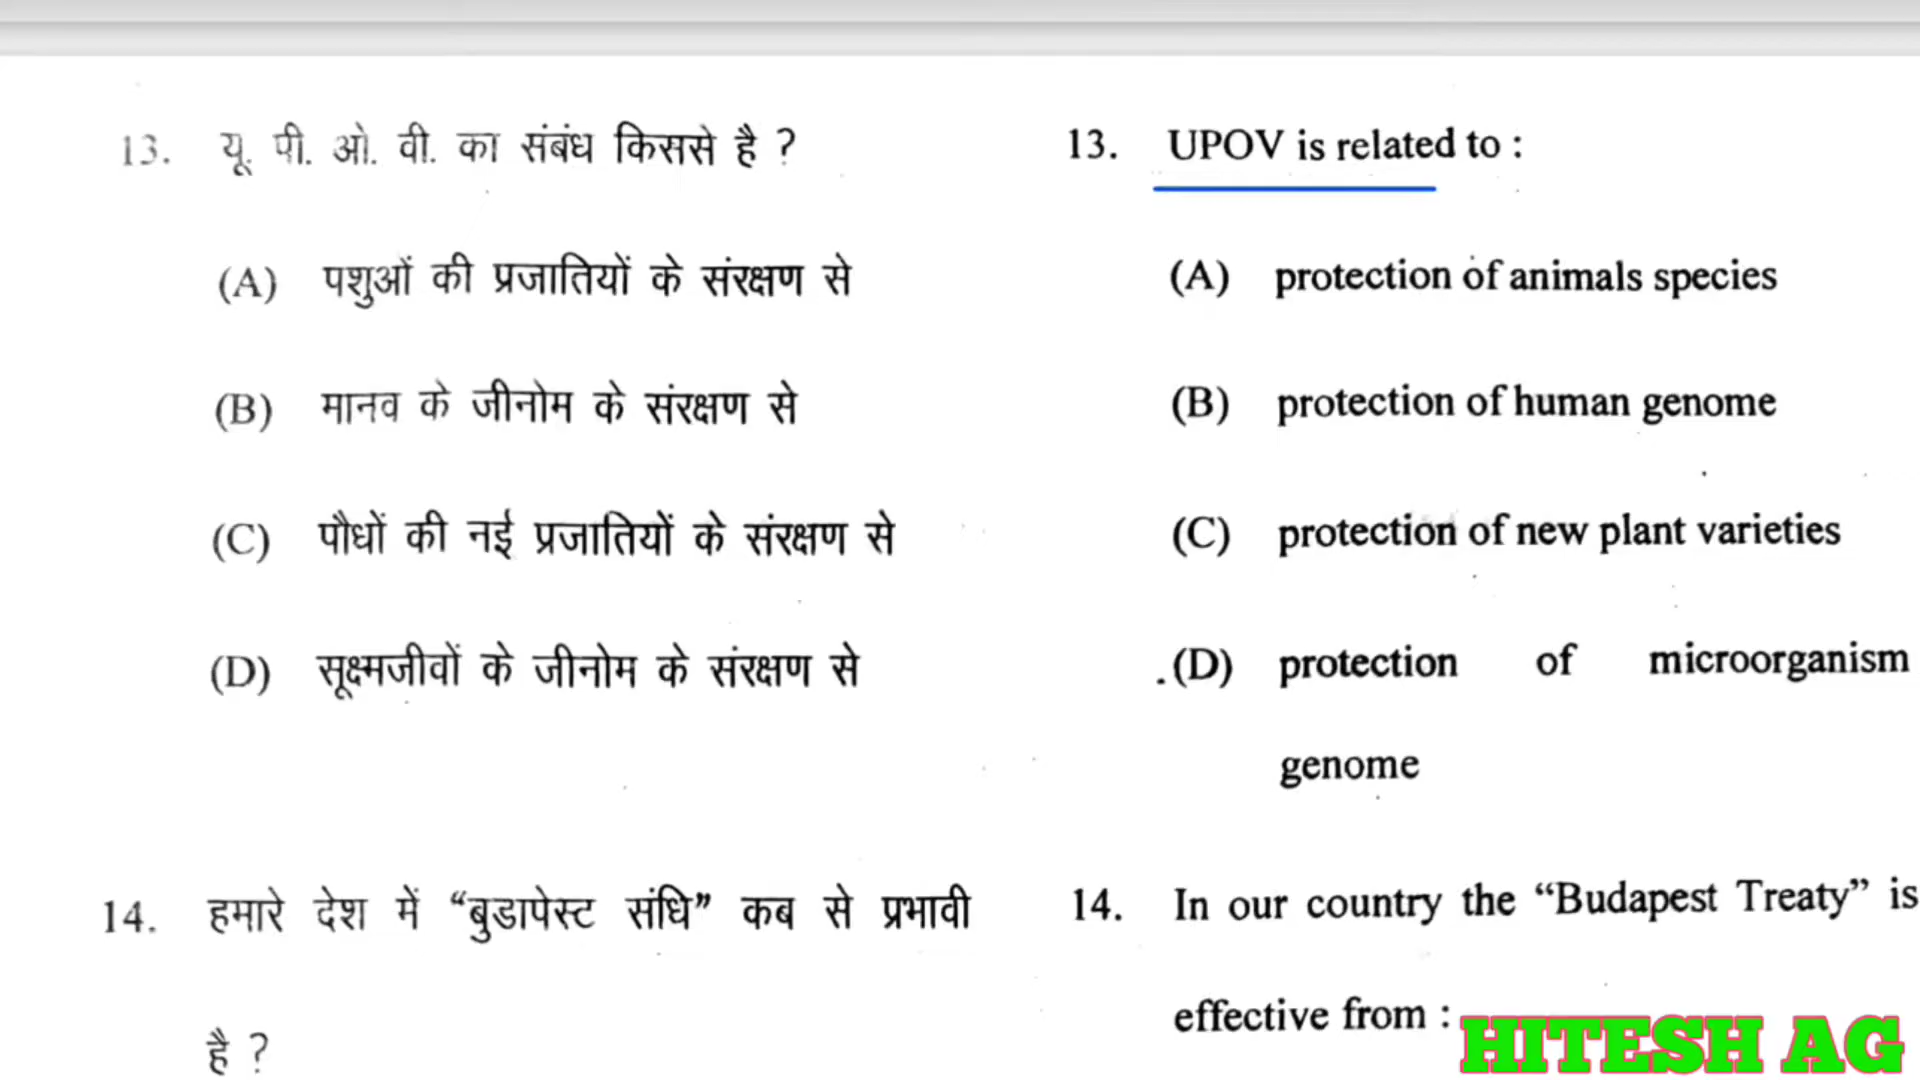 13. यू. पी. ओ. वी. का संबंध किससे है ?
(A) पशुओं की प्रजातियों के संरक्षण से
(B) मानव के जीनोम के संरक्षण से
(C) पौधों की नई प्रजातियों के संरक्षण से
(D) सूक्ष्मजीवों के जीनोम के संरक्षण से
14. हमारे देश में “बुडापेस्ट संधि” कब से प्रभावी
है ?
13. UPOV is related to :
(A) protection of animals species
(B) protection of human genome
(C) protection of new plant varieties
(D) protection of microorganism
genome
14. In our country the “Budapest Treaty” is
effective from :
HITESH AG